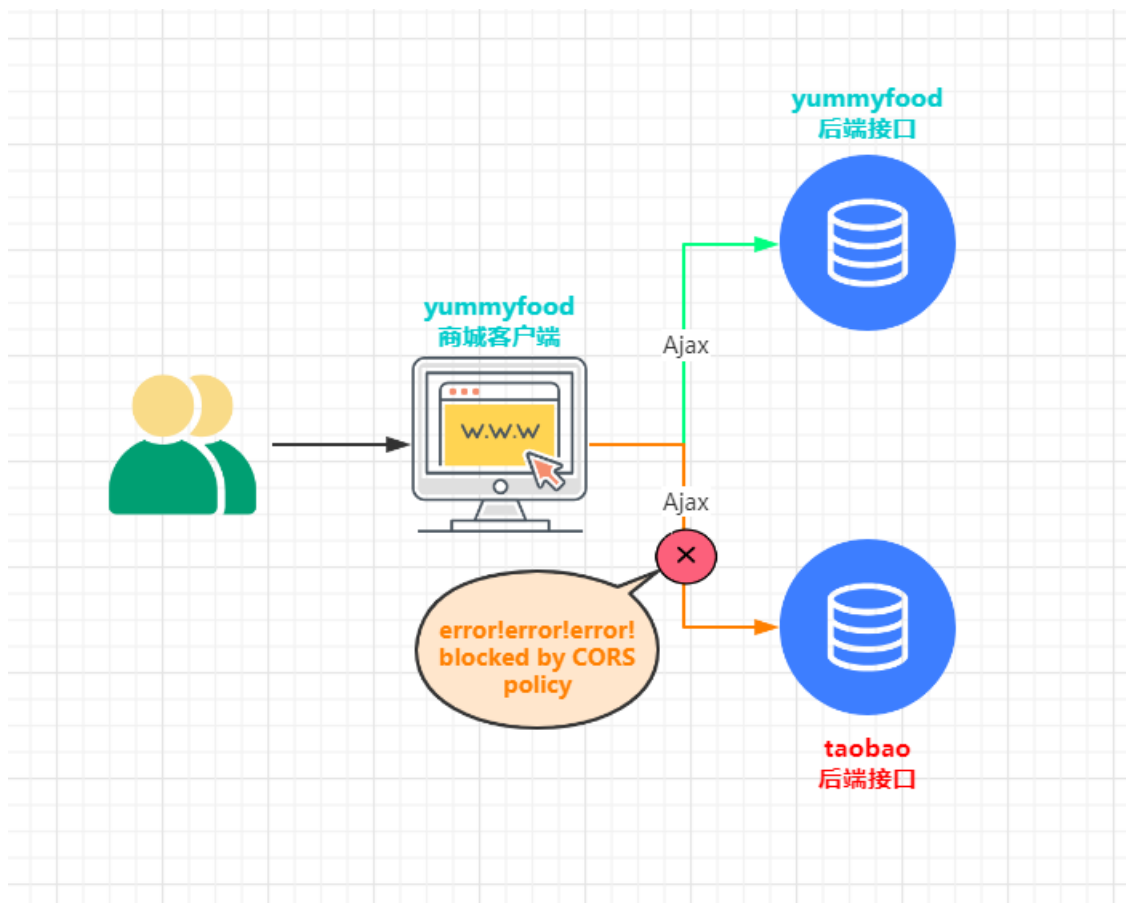 yummyfood
后端接口
yummyfood
商城客户端
Ajax
W.W.W
Ajax
×
error!error!error!
blocked by CORS
policy
taobao
后端接口